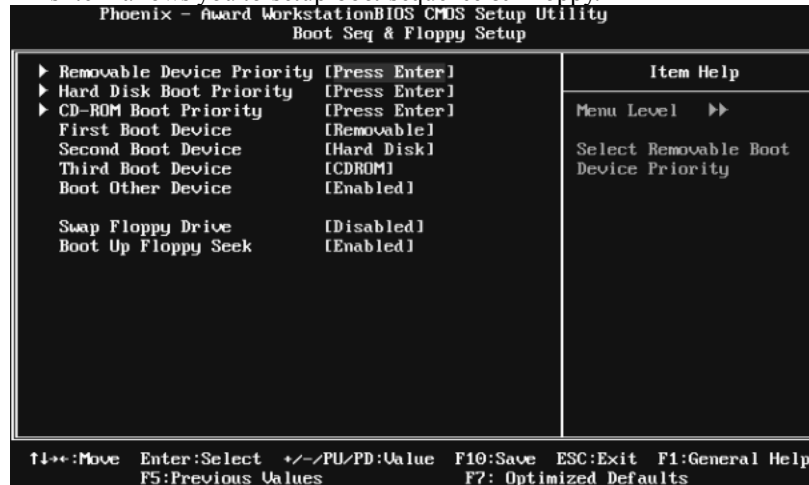 Phoenix – Award WorkstationBIOS CMOS Setup Utility
Boot Seq & Floppy Setup
▶ Removable Device Priority [Press Enter]
▶ Hard Disk Boot Priority [Press Enter]
▶ CD-ROM Boot Priority [Press Enter]
First Boot Device [Removable]
Second Boot Device [Hard Disk]
Third Boot Device [CDROM]
Boot Other Device [Enabled]
Swap Floppy Drive [Disabled]
Boot Up Floppy Seek [Enabled]
Item Help
Menu Level ▶▶
Select Removable Boot
Device Priority
↑↓→←:Move Enter:Select +/-/PU/PD:Value F10:Save ESC:Exit F1:General Help
F5:Previous Values F7: Optimized Defaults